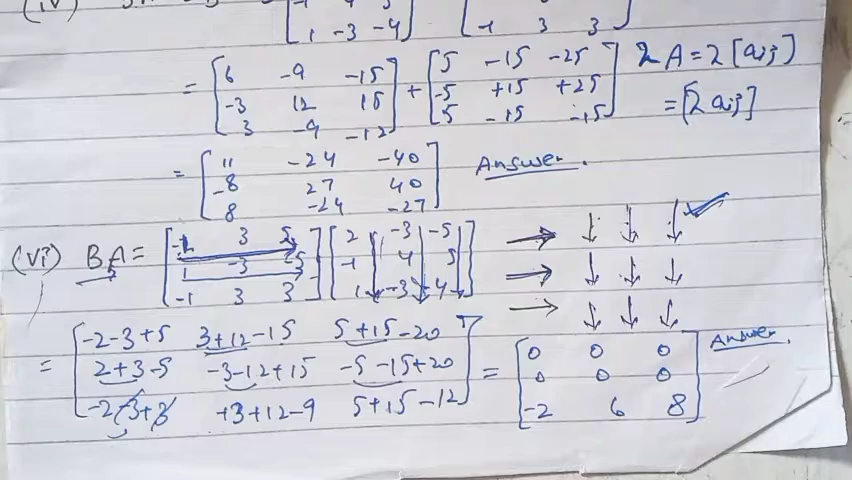 (iv)
-1
1 -3 -4
-1 3 3
= [6 -9 -15] + [5 -15 -25] 2A = 2[aij]
[-3 12 15] [-5 +15 +25] = [2aij]
[3 -9 -12] [5 -15 -15]
= [11 -24 -40] Answer.
[-8 27 40]
[8 -24 -27]
(vi) BA = [-1 3 5] [2 -3 -5] → ↓ ↓ ↓ ✓
[1 -3 -5] [-1 4 5] → ↓ ↓ ↓
[-1 3 3] [1 -3 -4] → ↓ ↓ ↓
= [-2-3+5 3+12-15 5+15-20] = [0 0 0] Answer.
[2+3-5 -3-12+15 -5-15+20] [0 0 0]
[-2-3+3 +3+12-9 5+15-12] [-2 6 8]